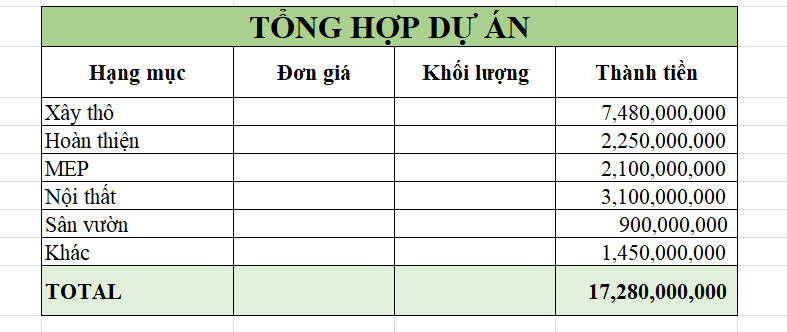 TỔNG HỢP DỰ ÁN
Hạng mục Đơn giá Khối lượng Thành tiền
Xây thô 7,480,000,000
Hoàn thiện 2,250,000,000
MEP 2,100,000,000
Nội thất 3,100,000,000
Sân vườn 900,000,000
Khác 1,450,000,000
TOTAL 17,280,000,000